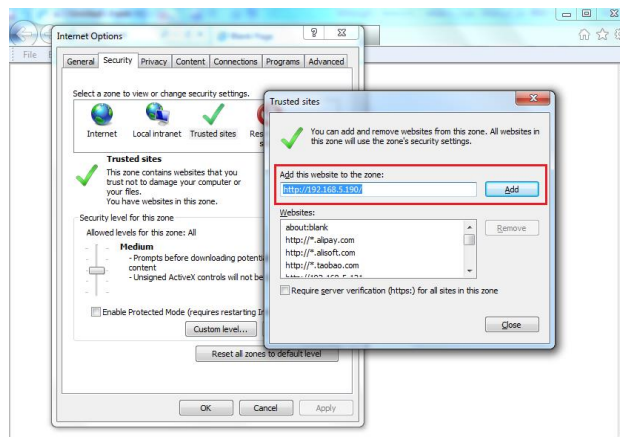 Internet Options
File
General Security Privacy Content Connections Programs Advanced
Select a zone to view or change security settings.
Internet Local intranet Trusted sites
Trusted sites
This zone contains websites that you
trust not to damage your computer or
your files.
You have websites in this zone.
Security level for this zone
Allowed levels for this zone: All
Medium
- Prompts before downloading
content
- Unsigned ActiveX controls will not be
Enable Protected Mode (requires restarting
Custom level...
Reset all zones to default level
OK Cancel Apply
Trusted sites
You can add and remove websites from this zone. All websites in
this zone will use the zone's security settings.
Add this website to the zone:
http://192.168.5.190/ Add
Websites:
about:blank Remove
http://*.alipay.com
http://*.alisoft.com
http://*.taobao.com
Require server verification (https:) for all sites in this zone
Close